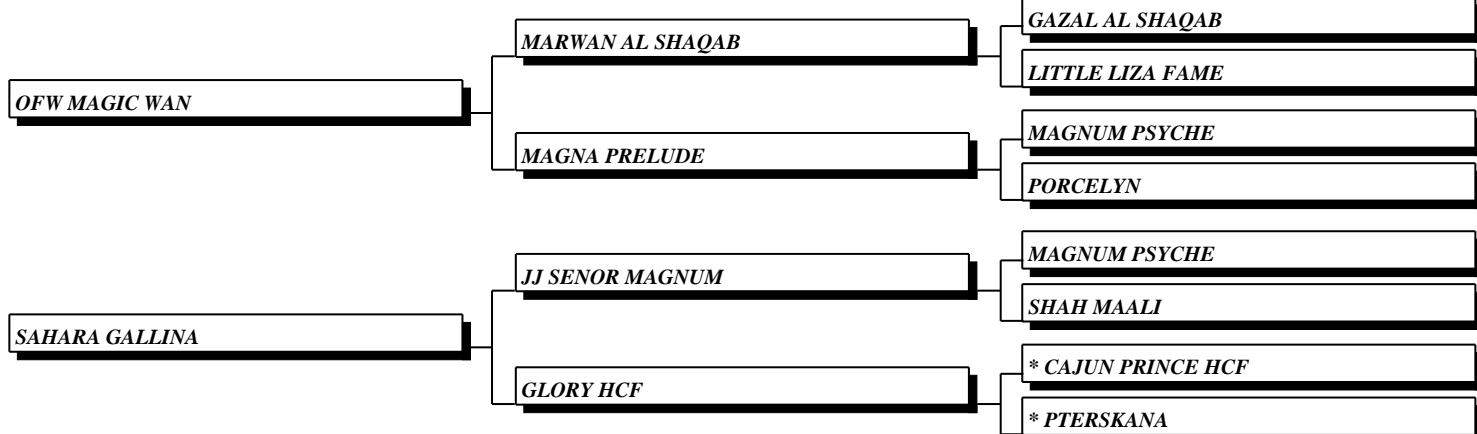 GAZAL AL SHAQAB
MARWAN AL SHAQAB
LITTLE LIZA FAME
OFW MAGIC WAN
MAGNUM PSYCHE
MAGNA PRELUDE
PORCELYN
MAGNUM PSYCHE
JJ SENOR MAGNUM
SHAH MAALI
SAHARA GALLINA
* CAJUN PRINCE HCF
GLORY HCF
* PTERSKANA